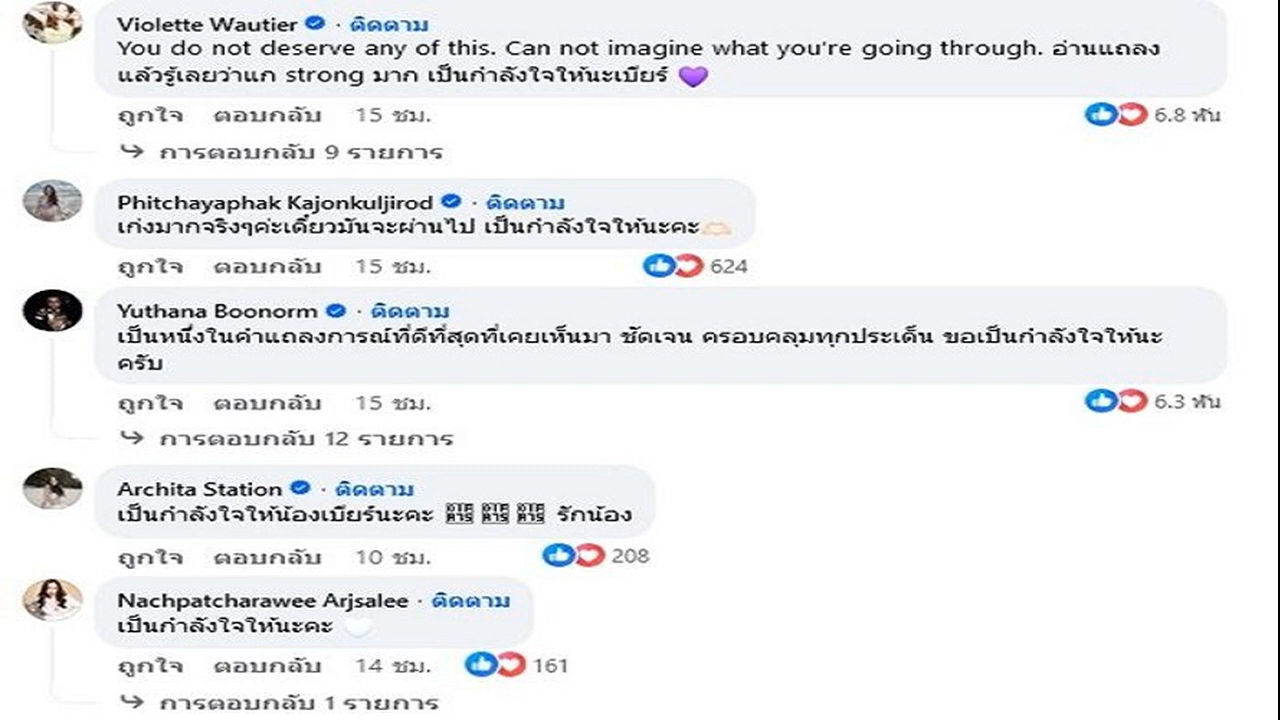 Violette Wautier · ติดตาม
You do not deserve any of this. Can not imagine what you're going through. อ่านแถลง
แล้วรู้เลยว่าแก strong มาก เป็นกำลังใจให้นะเบียร์ 💜
ถูกใจ ตอบกลับ 15 ชม. 6.8 พัน
การตอบกลับ 9 รายการ
Phitchayaphak Kajonkuljirod · ติดตาม
เก่งมากจริงๆค่ะเดี๋ยวมันจะผ่านไป เป็นกำลังใจให้นะคะ🫶🏻
ถูกใจ ตอบกลับ 15 ชม. 624
Yuthana Boonorm · ติดตาม
เป็นหนึ่งในคำแถลงการณ์ที่ดีที่สุดที่เคยเห็นมา ชัดเจน ครอบคลุมทุกประเด็น ขอเป็นกำลังใจให้นะ
ครับ
ถูกใจ ตอบกลับ 15 ชม. 6.3 พัน
การตอบกลับ 12 รายการ
Archita Station · ติดตาม
เป็นกำลังใจให้น้องเบียร์นะคะ รักน้อง
ถูกใจ ตอบกลับ 10 ชม. 208
Nachpatcharawee Arjsalee · ติดตาม
เป็นกำลังใจให้นะคะ 🤍
ถูกใจ ตอบกลับ 14 ชม. 161
การตอบกลับ 1 รายการ